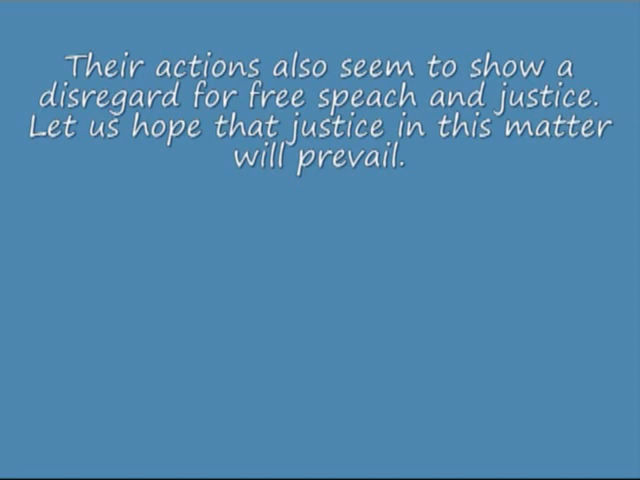 Their actions also seem to show a
disregard for free speach and justice.
Let us hope that justice in this matter
will prevail.